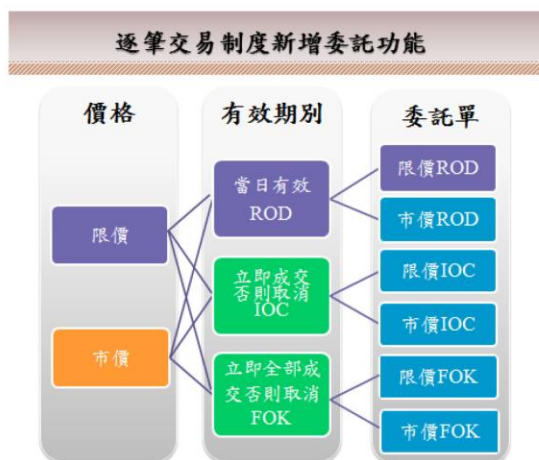 逐筆交易制度新增委託功能
價格
有效期別
委託單
限價
市價
當日有效
ROD
立即成交
否則取消
IOC
立即全部成
交否則取消
FOK
限價ROD
市價ROD
限價IOC
市價IOC
限價FOK
市價FOK